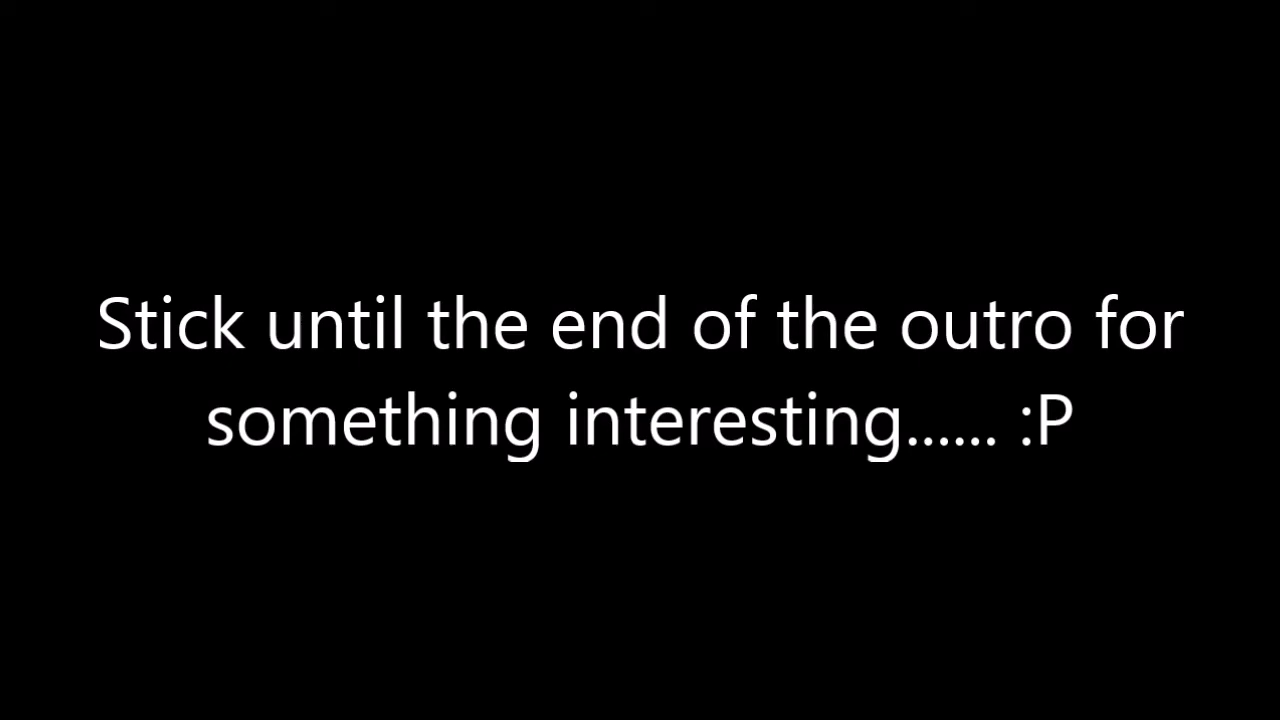 Stick until the end of the outro for
something interesting...... :P